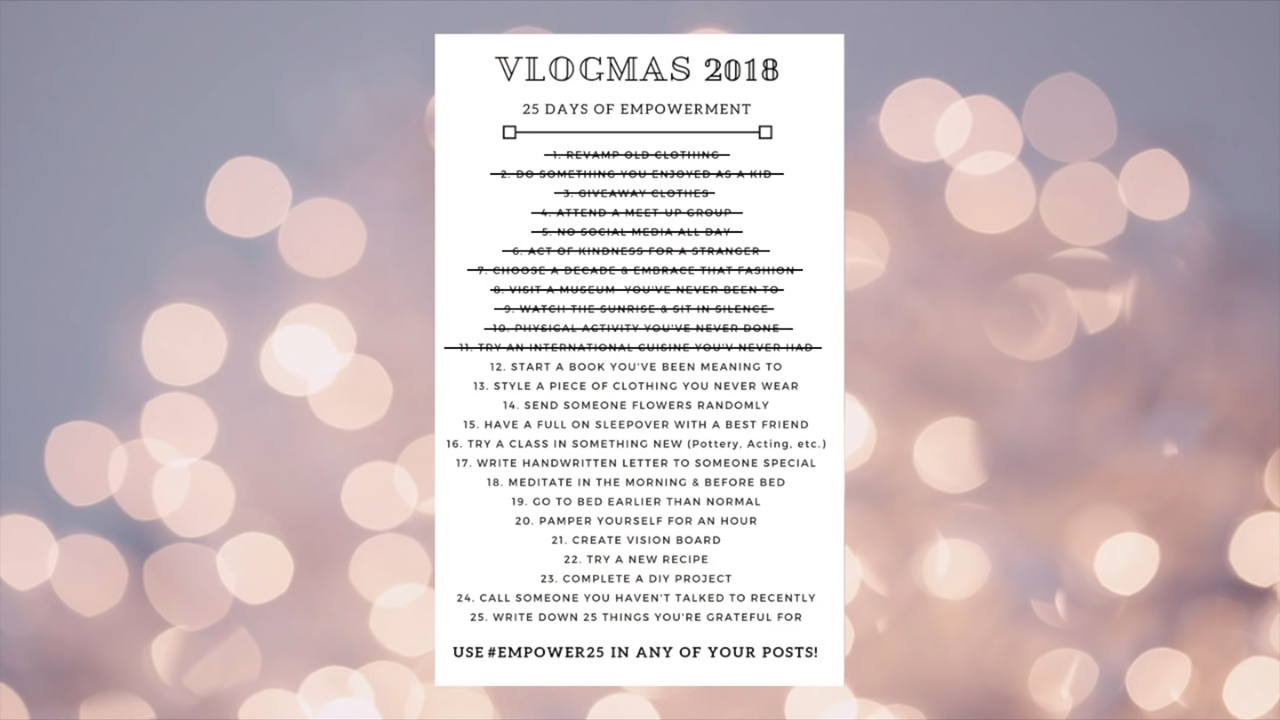 VLOGMAS 2018
25 DAYS OF EMPOWERMENT
1. REVAMP OLD CLOTHING
2. DO SOMETHING YOU ENJOYED AS A KID
3. GIVEAWAY CLOTHES
4. ATTEND A MEET UP GROUP
5. NO SOCIAL MEDIA ALL DAY
6. ACT OF KINDNESS FOR A STRANGER
7. CHOOSE A DECADE & EMBRACE THAT FASHION
8. VISIT A MUSEUM YOU'VE NEVER BEEN TO
9. WATCH THE SUNRISE & SIT IN SILENCE
10. PHYSICAL ACTIVITY YOU'VE NEVER DONE
11. TRY AN INTERNATIONAL CUISINE YOU'V NEVER HAD
12. START A BOOK YOU'VE BEEN MEANING TO
13. STYLE A PIECE OF CLOTHING YOU NEVER WEAR
14. SEND SOMEONE FLOWERS RANDOMLY
15. HAVE A FULL ON SLEEPOVER WITH A BEST FRIEND
16. TRY A CLASS IN SOMETHING NEW (Pottery, Acting, etc.)
17. WRITE HANDWRITTEN LETTER TO SOMEONE SPECIAL
18. MEDITATE IN THE MORNING & BEFORE BED
19. GO TO BED EARLIER THAN NORMAL
20. PAMPER YOURSELF FOR AN HOUR
21. CREATE VISION BOARD
22. TRY A NEW RECIPE
23. COMPLETE A DIY PROJECT
24. CALL SOMEONE YOU HAVEN'T TALKED TO RECENTLY
25. WRITE DOWN 25 THINGS YOU'RE GRATEFUL FOR
USE #EMPOWER25 IN ANY OF YOUR POSTS!